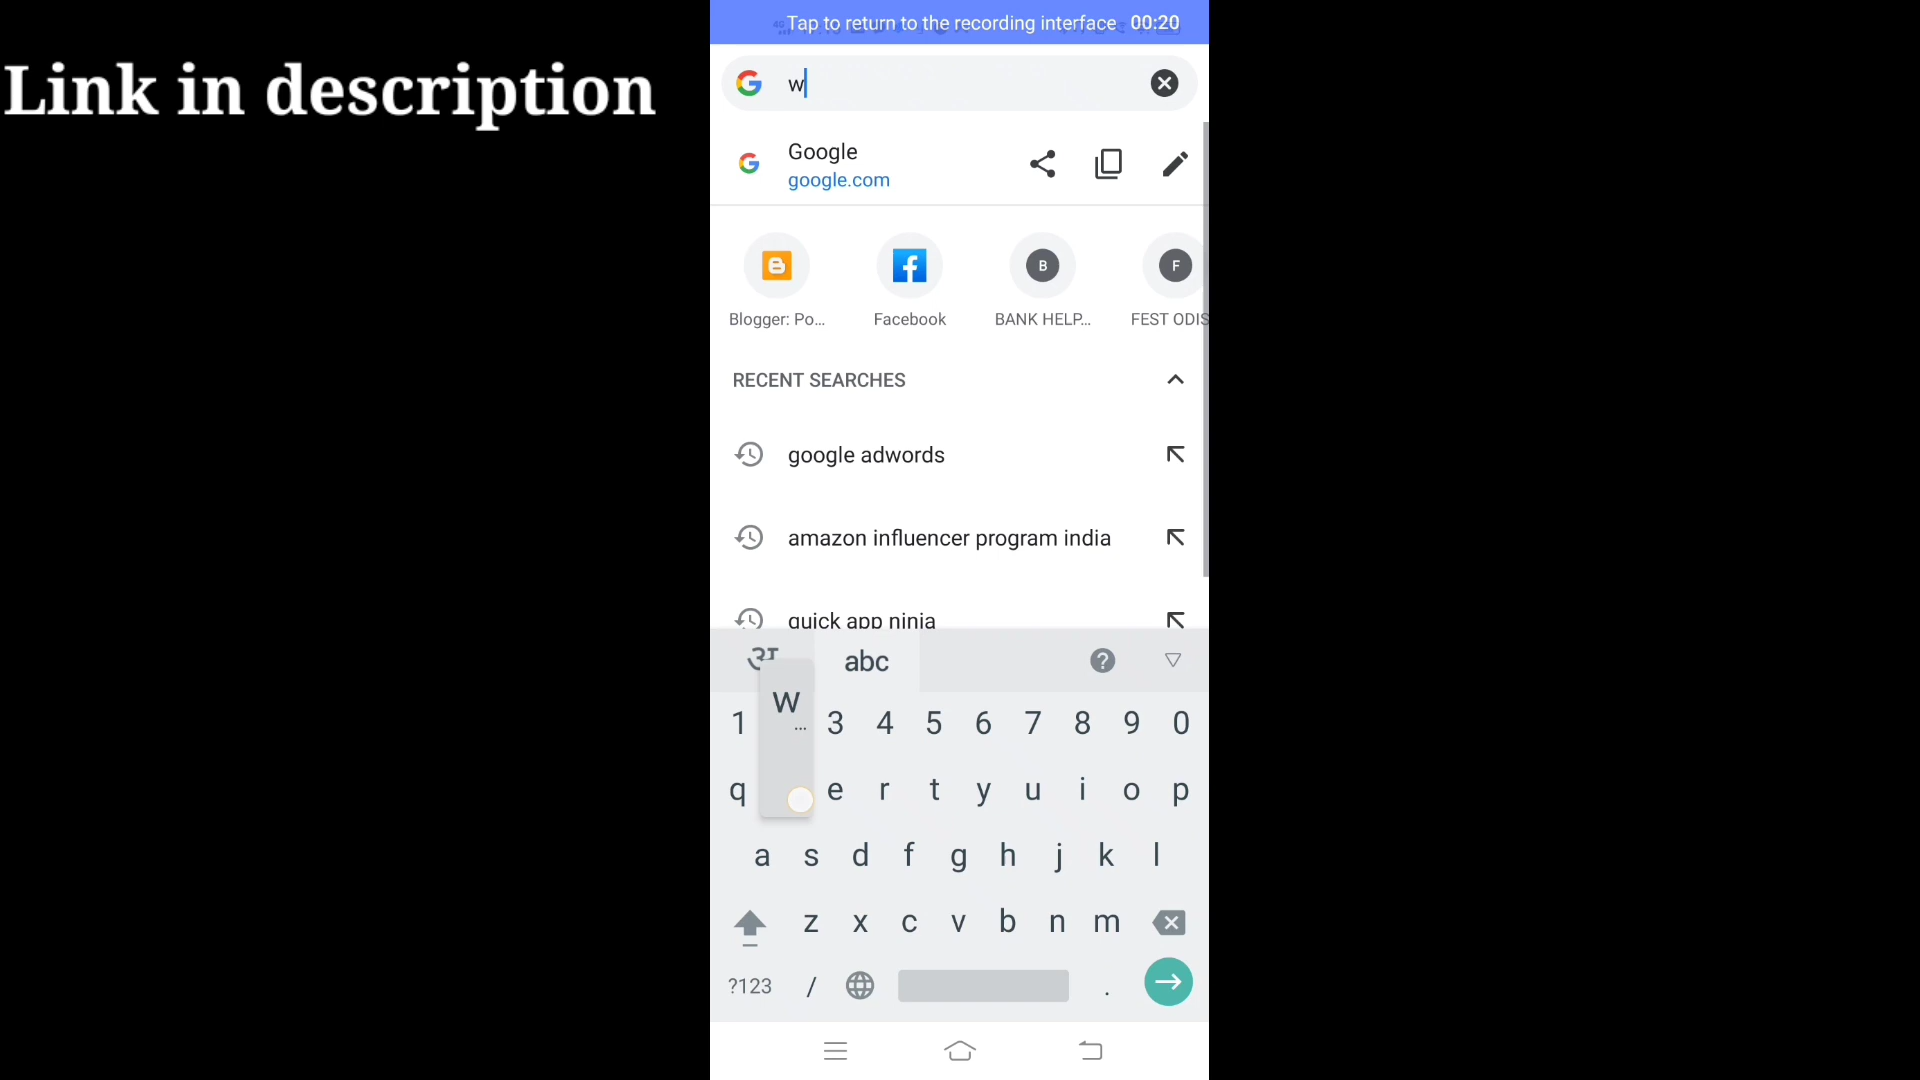 Link in description
Tap to return to the recording interface 00:20
w
Google
google.com
B
F
Blogger: Po...
Facebook
BANK HELP...
FEST ODIS
RECENT SEARCHES
google adwords
amazon influencer program india
quick app ninja
अ
abc
?
w
...
1 3 4 5 6 7 8 9 0
q e r t y u i o p
a s d f g h j k l
z x c v b n m
?123 / .